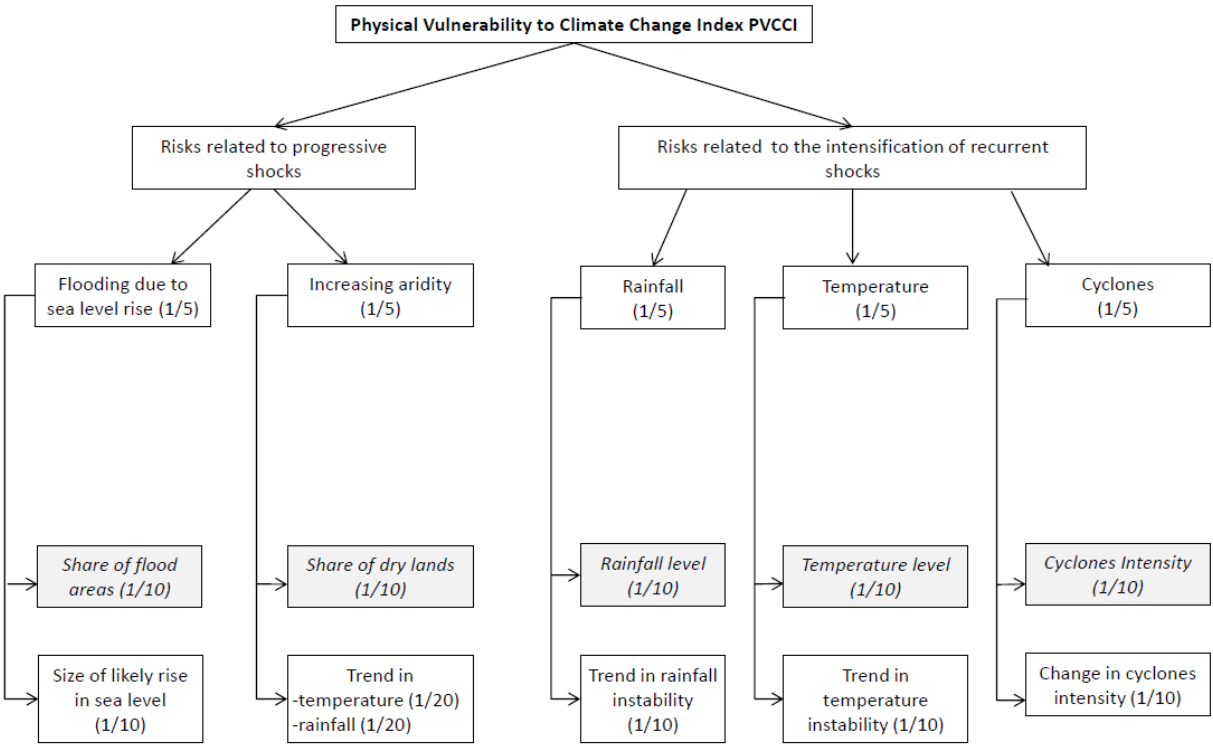 Physical Vulnerability to Climate Change Index PVCCI
Risks related to progressive
shocks
Risks related to the intensification of recurrent
shocks
Flooding due to
sea level rise (1/5)
Increasing aridity
(1/5)
Rainfall
(1/5)
Temperature
(1/5)
Cyclones
(1/5)
Share of flood
areas (1/10)
Share of dry lands
(1/10)
Rainfall level
(1/10)
Temperature level
(1/10)
Cyclones Intensity
(1/10)
Size of likely rise
in sea level
(1/10)
Trend in
-temperature (1/20)
-rainfall (1/20)
Trend in rainfall
instability
(1/10)
Trend in
temperature
instability (1/10)
Change in cyclones
intensity (1/10)